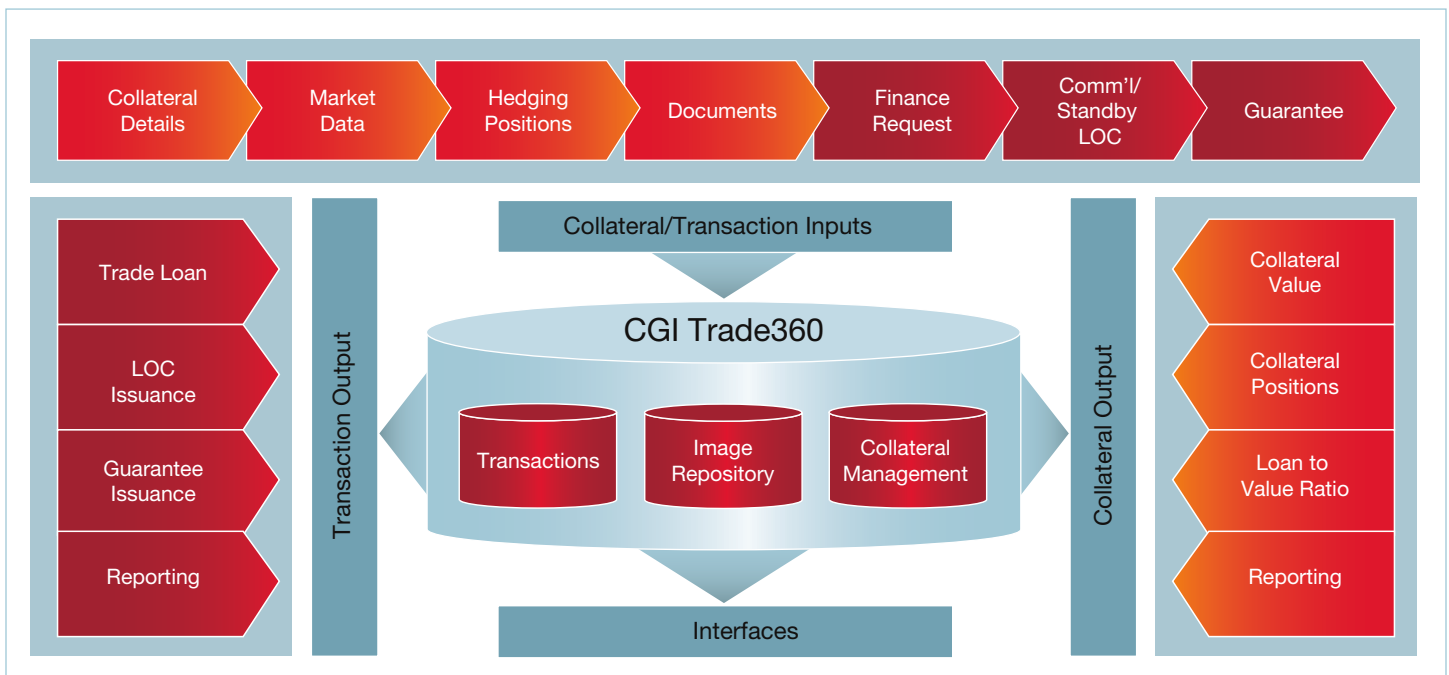 Collateral
Details
Market
Data
Hedging
Positions
Documents
Finance
Request
Comm'l/
Standby
LOC
Guarantee
Trade Loan
LOC
Issuance
Guarantee
Issuance
Reporting
Transaction Output
Collateral/Transaction Inputs
CGI Trade360
Transactions
Image
Repository
Collateral
Management
Interfaces
Collateral Output
Collateral
Value
Collateral
Positions
Loan to
Value Ratio
Reporting